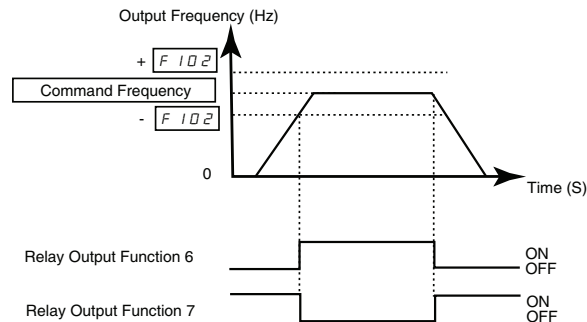 Output Frequency (Hz)
+ F 102
Command Frequency
- F 102
0
Time (S)
Relay Output Function 6
ON
OFF
Relay Output Function 7
ON
OFF